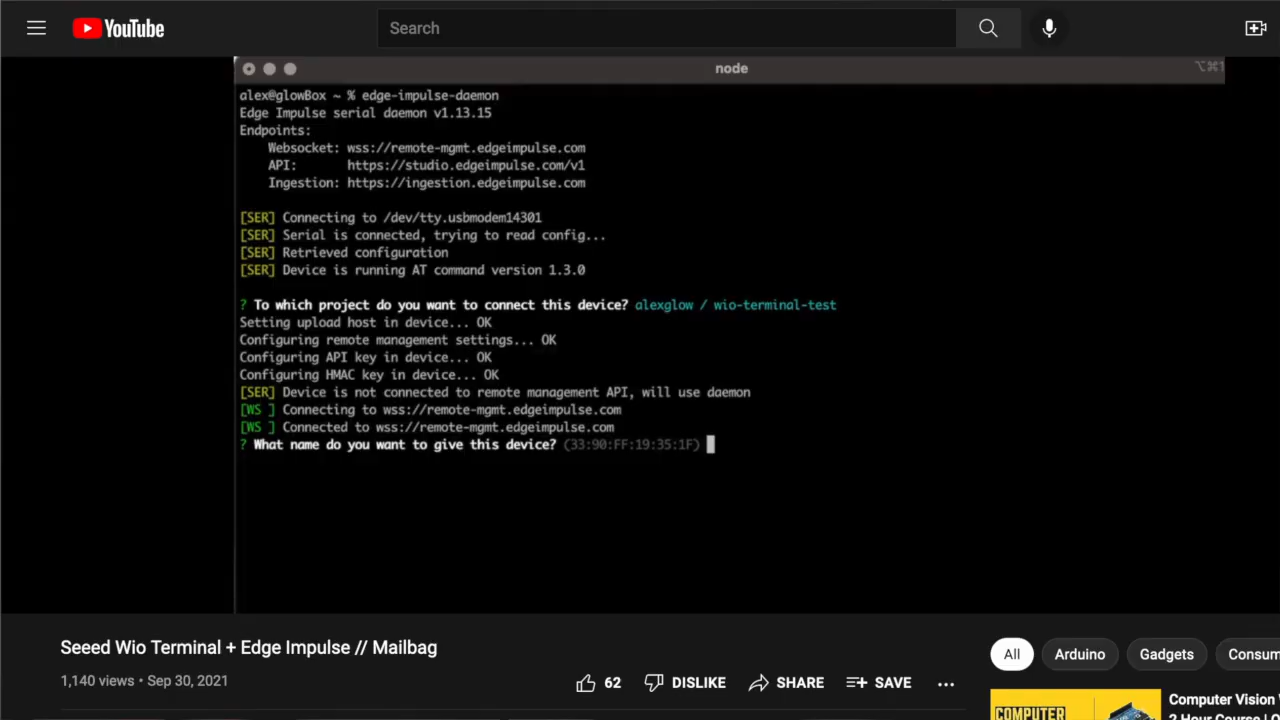 YouTube
Search
node
⌥⌘1
alex@glowBox ~ % edge-impulse-daemon
Edge Impulse serial daemon v1.13.15
Endpoints:
Websocket: wss://remote-mgmt.edgeimpulse.com
API: https://studio.edgeimpulse.com/v1
Ingestion: https://ingestion.edgeimpulse.com
[SER] Connecting to /dev/tty.usbmodem14301
[SER] Serial is connected, trying to read config...
[SER] Retrieved configuration
[SER] Device is running AT command version 1.3.0
? To which project do you want to connect this device? alexglow / wio-terminal-test
Setting upload host in device... OK
Configuring remote management settings... OK
Configuring API key in device... OK
Configuring HMAC key in device... OK
[SER] Device is not connected to remote management API, will use daemon
[WS ] Connecting to wss://remote-mgmt.edgeimpulse.com
[WS ] Connected to wss://remote-mgmt.edgeimpulse.com
? What name do you want to give this device? (33:90:FF:19:35:1F)
Seeed Wio Terminal + Edge Impulse // Mailbag
1,140 views • Sep 30, 2021
62 DISLIKE SHARE SAVE
All Arduino Gadgets Consum
COMPUTER
Computer Vision
2 Hour Course